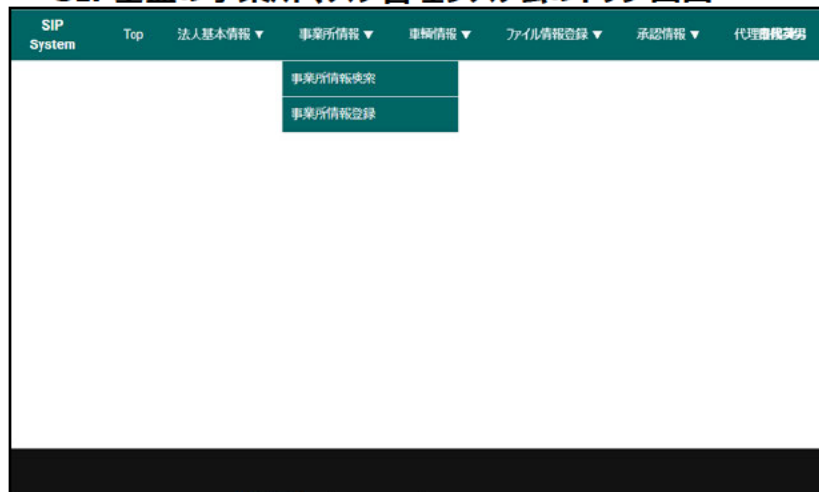 SIP System
Top
法人基本情報 ▼
事業所情報 ▼
車輌情報 ▼
ファイル情報登録 ▼
承認情報 ▼
代理
事業所情報検索
事業所情報登録